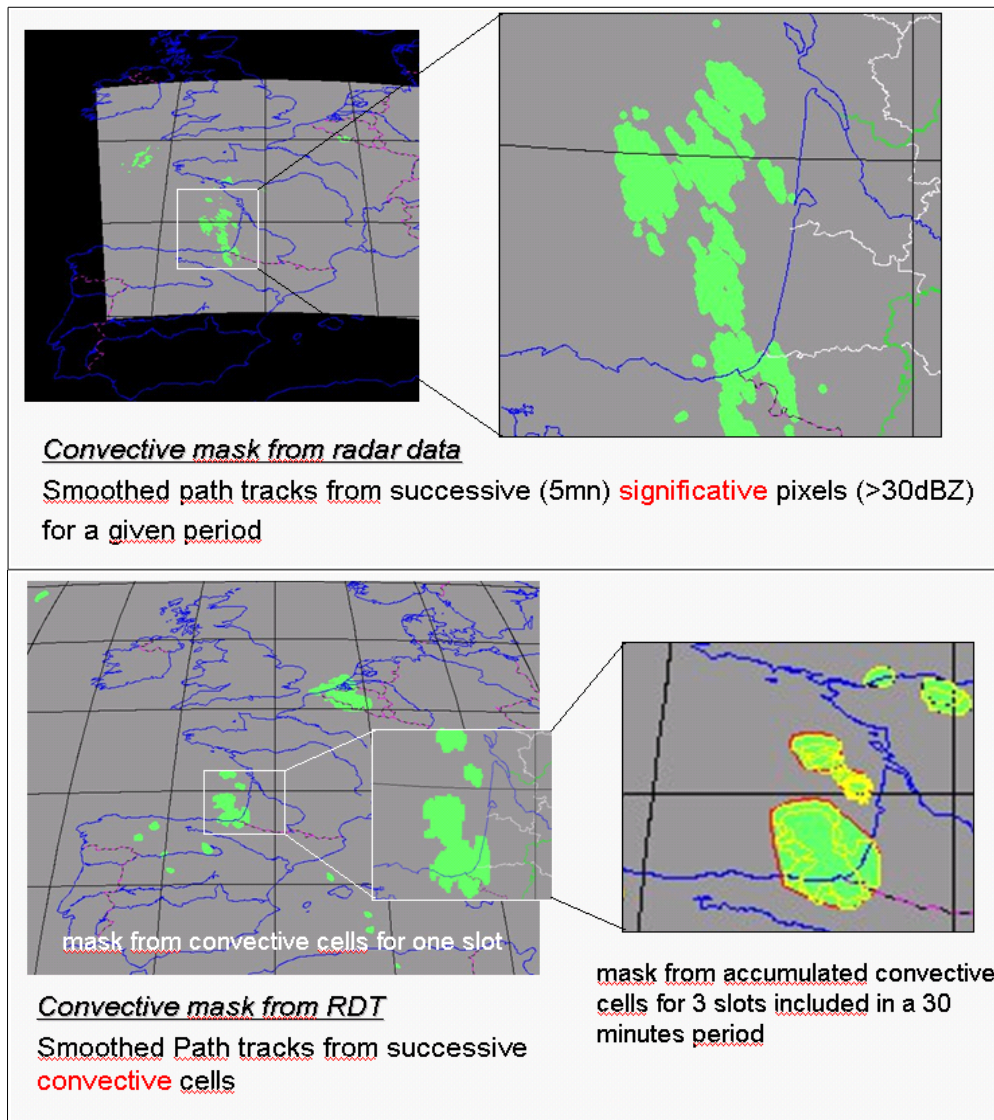 Convective mask from radar data
Smoothed path tracks from successive (5mn) significative pixels (>30dBZ)
for a given period
mask from convective cells for one slot
Convective mask from RDT
Smoothed Path tracks from successive
convective cells
mask from accumulated convective
cells for 3 slots included in a 30
minutes period